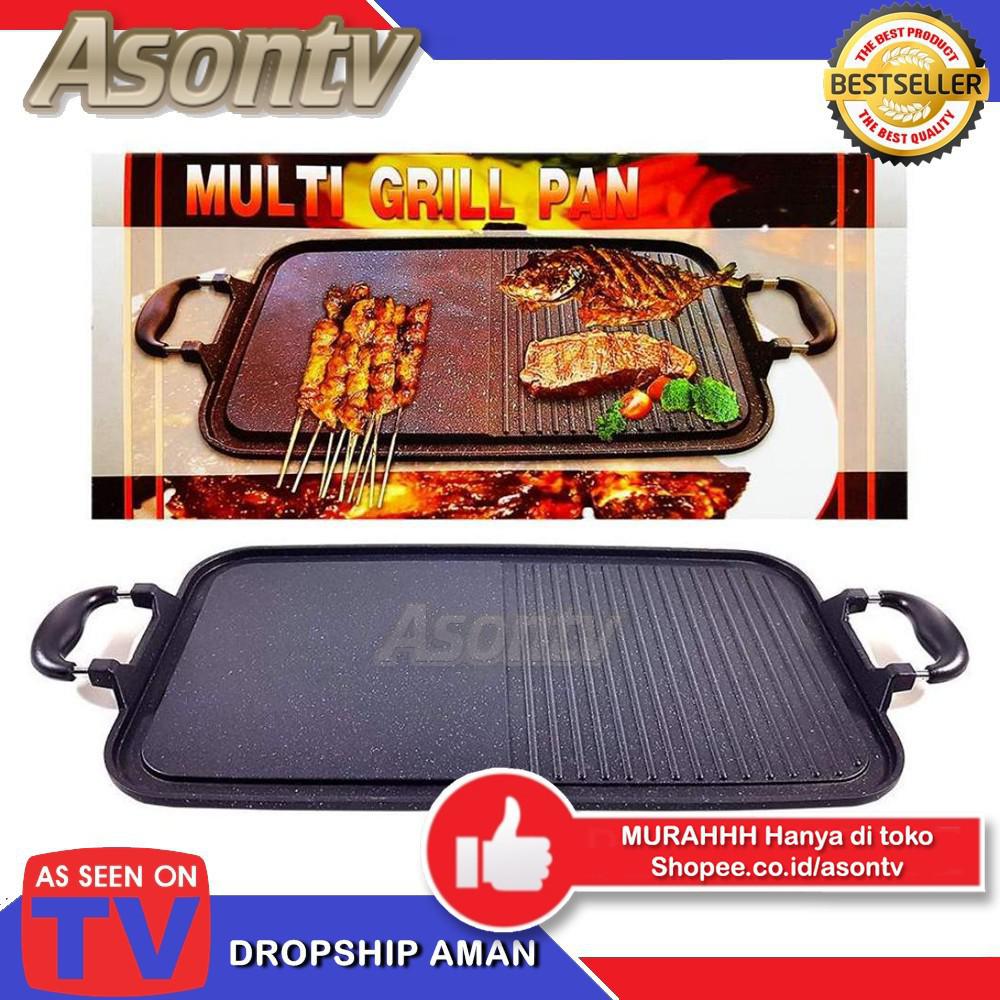 Asontv
THE BEST PRODUCT
BESTSELLER
THE BEST QUALITY
MULTI GRILL PAN
Asontv
MURAHHH Hanya di toko
Shopee.co.id/asontv
AS SEEN ON
TV
DROPSHIP AMAN